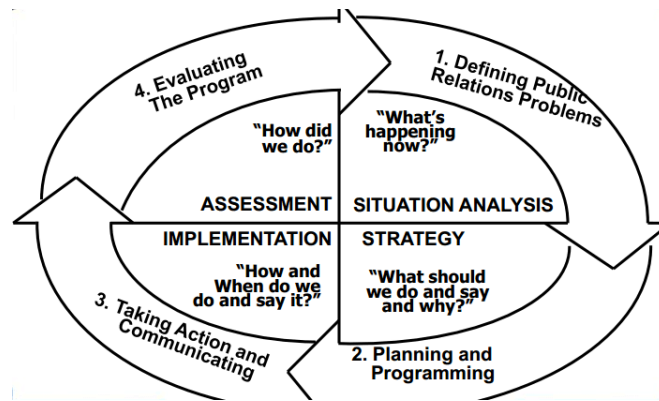 1. Defining Public
Relations Problems
"What's
happening
now?"
SITUATION ANALYSIS
STRATEGY
"What should
we do and say
and why?"
2. Planning and
Programming
3. Taking Action and
Communicating
"How and
When do we
do and say it?"
IMPLEMENTATION
ASSESSMENT
"How did
we do?"
4. Evaluating
The Program